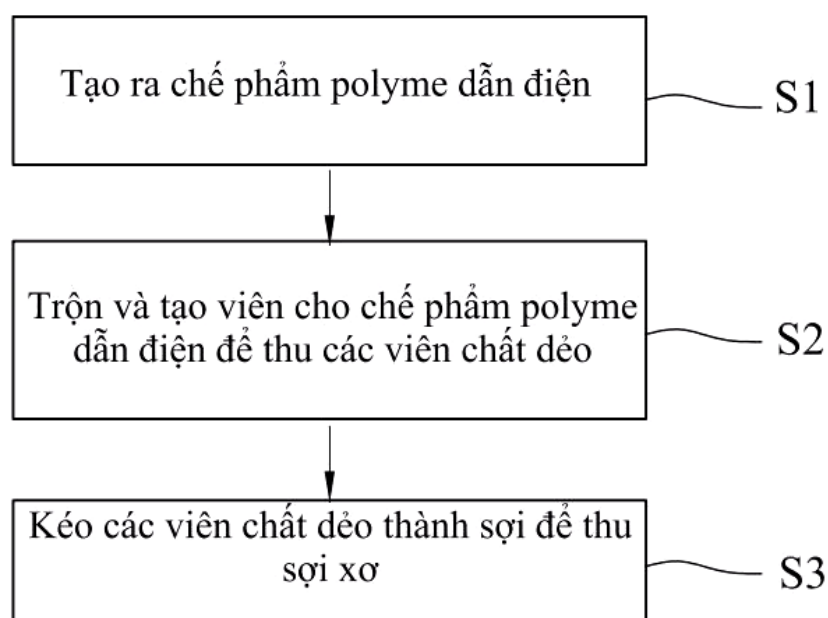 Tạo ra chế phẩm polyme dẫn điện
S1
Trộn và tạo viên cho chế phẩm polyme
dẫn điện để thu các viên chất dẻo
S2
Kéo các viên chất dẻo thành sợi để thu
sợi xơ
S3